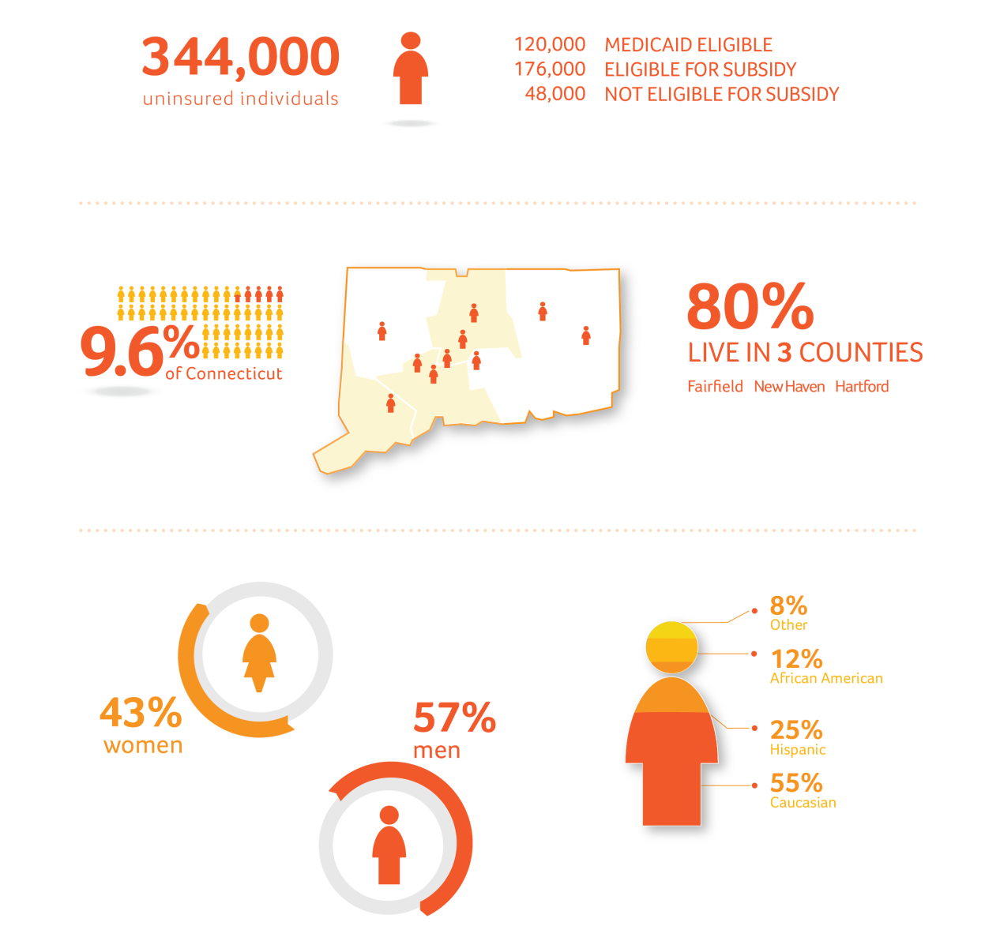 344,000
uninsured individuals
120,000 MEDICAID ELIGIBLE
176,000 ELIGIBLE FOR SUBSIDY
48,000 NOT ELIGIBLE FOR SUBSIDY
9.6%
of Connecticut
80%
LIVE IN 3 COUNTIES
Fairfield New Haven Hartford
43%
women
57%
men
8%
Other
12%
African American
25%
Hispanic
55%
Caucasian